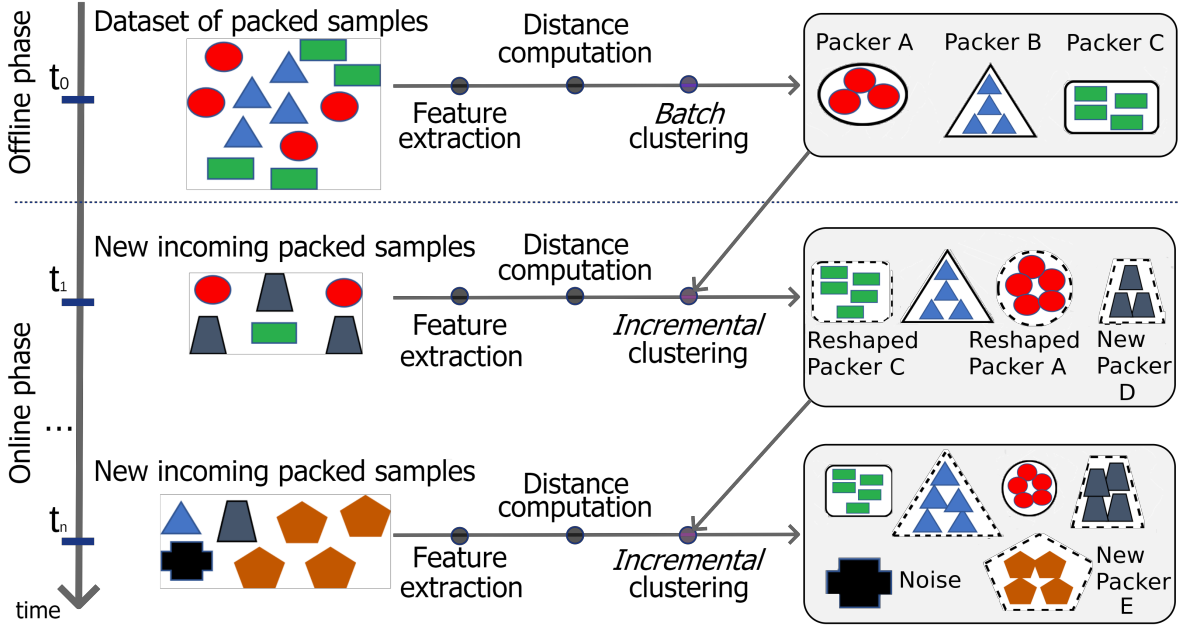 Offline phase
t0
Dataset of packed samples
Distance
computation
Feature
extraction
Batch
clustering
Packer A
Packer B
Packer C
Online phase
t1
New incoming packed samples
Distance
computation
Feature
extraction
Incremental
clustering
Reshaped
Packer C
Reshaped
Packer A
New
Packer
D
...
tn
New incoming packed samples
Distance
computation
Feature
extraction
Incremental
clustering
Noise
New
Packer
E
time